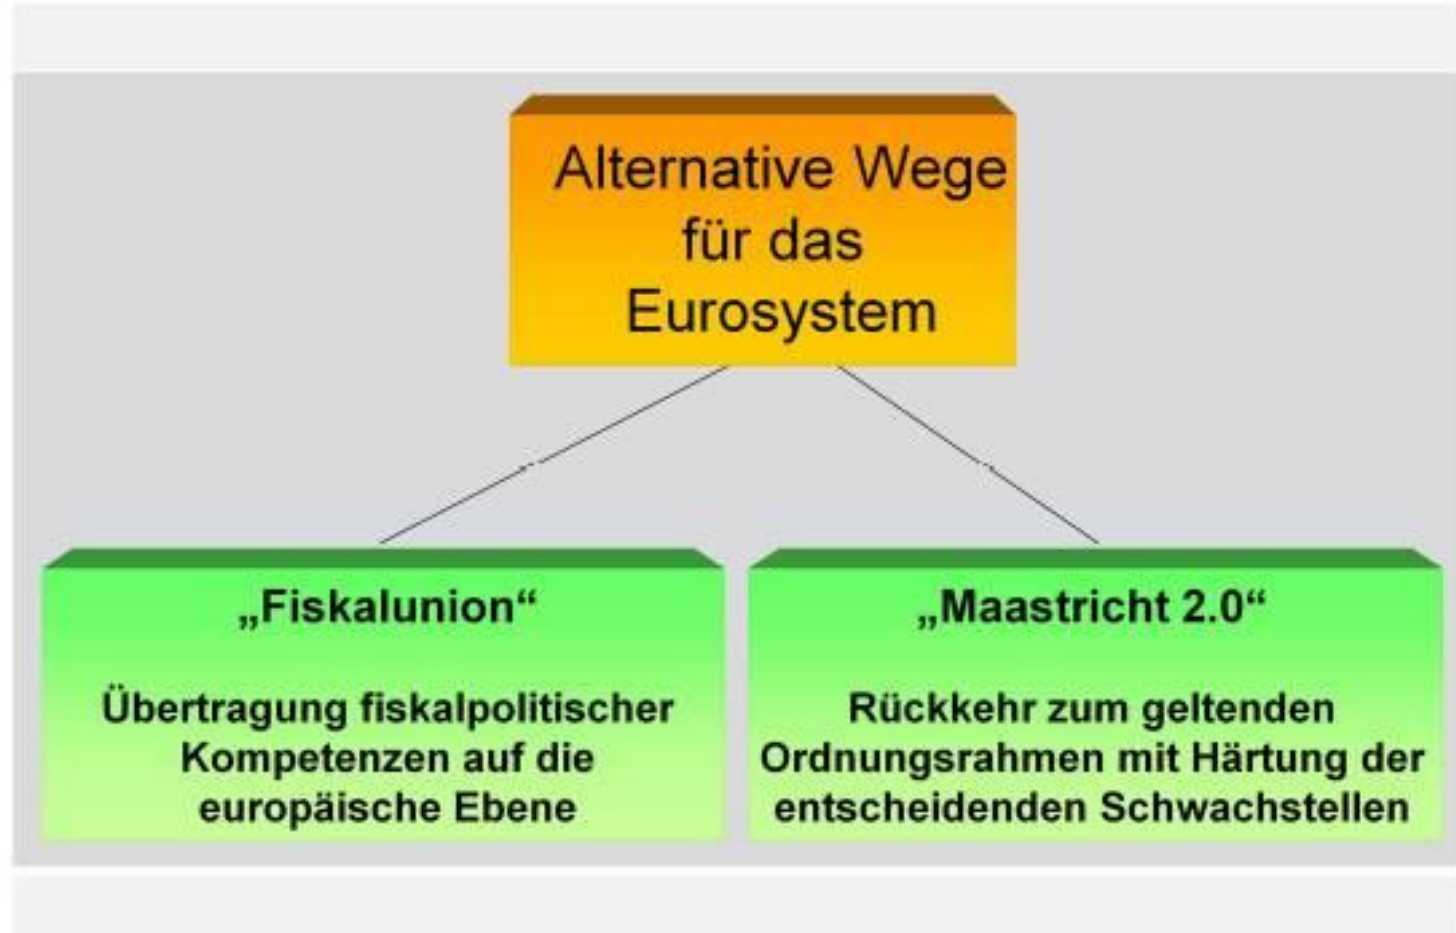 Alternative Wege
für das
Eurosystem
„Fiskalunion“
Übertragung fiskalpolitischer
Kompetenzen auf die
europäische Ebene
„Maastricht 2.0“
Rückkehr zum geltenden
Ordnungsrahmen mit Härtung der
entscheidenden Schwachstellen